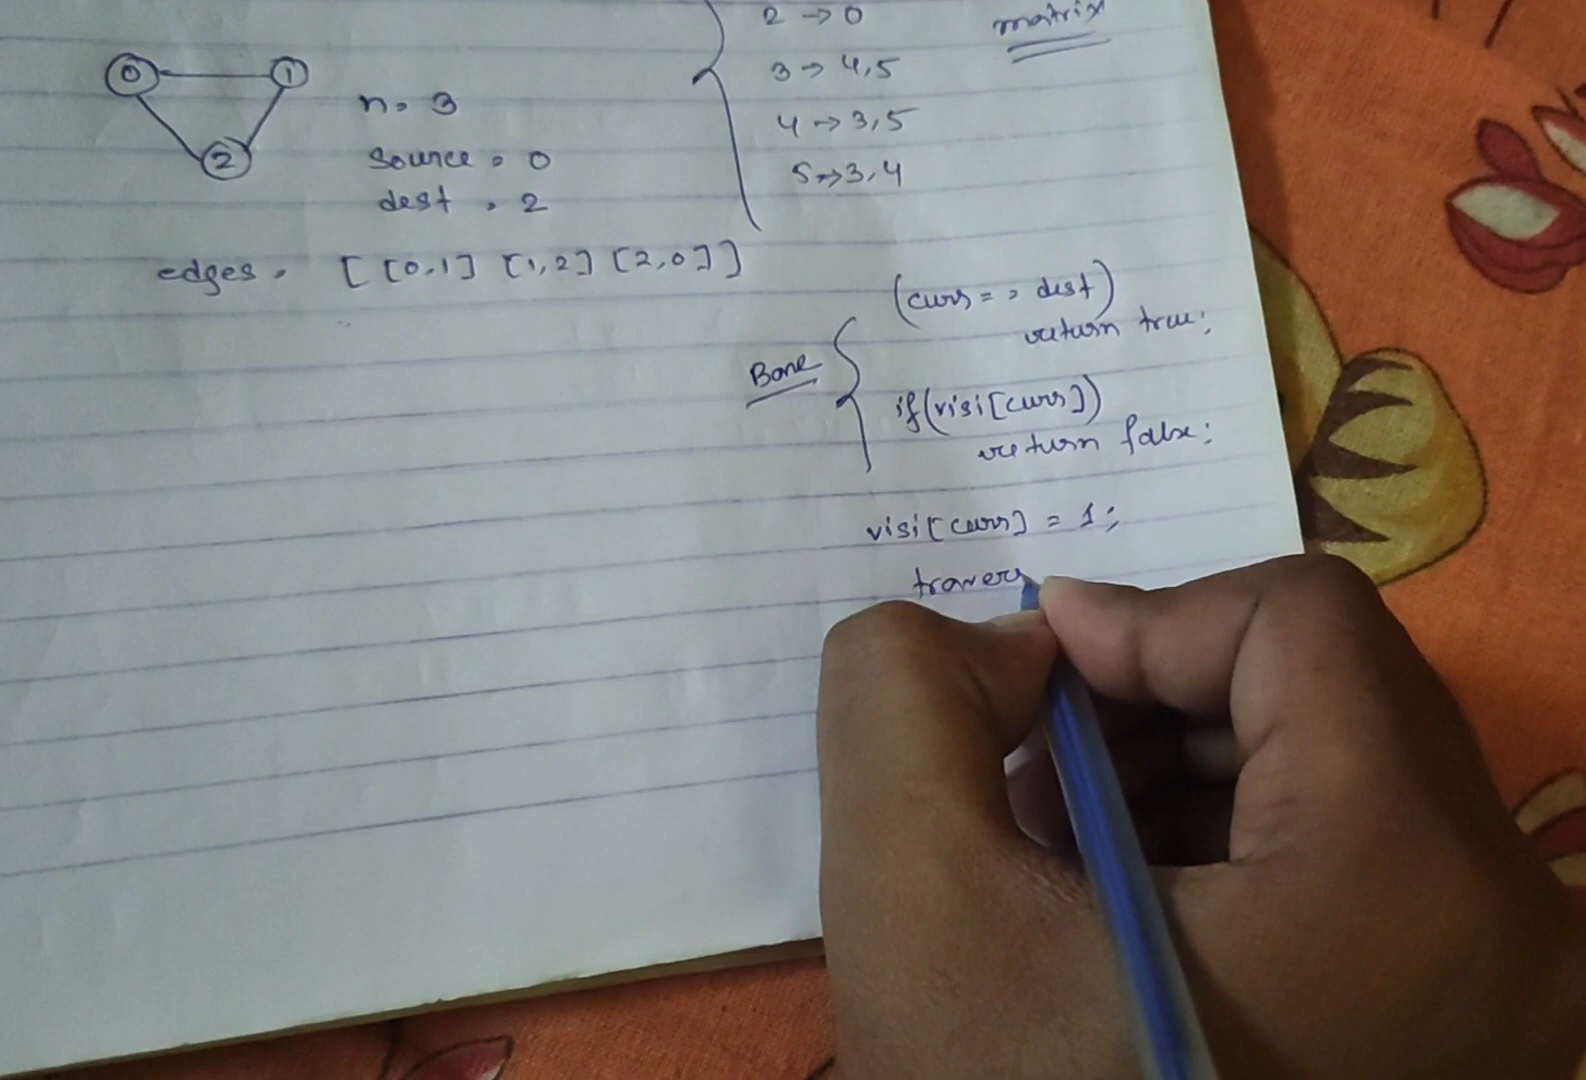 2 → 0
matrix
3 → 4,5
4 → 3,5
5 → 3,4
0
1
2
n = 3
source = 0
dest = 2
edges = [ [0,1] [1,2] [2,0] ]
(curr == dest)
return true;
Base
if(visi[curr])
return false;
visi[curr] = 1;
travers